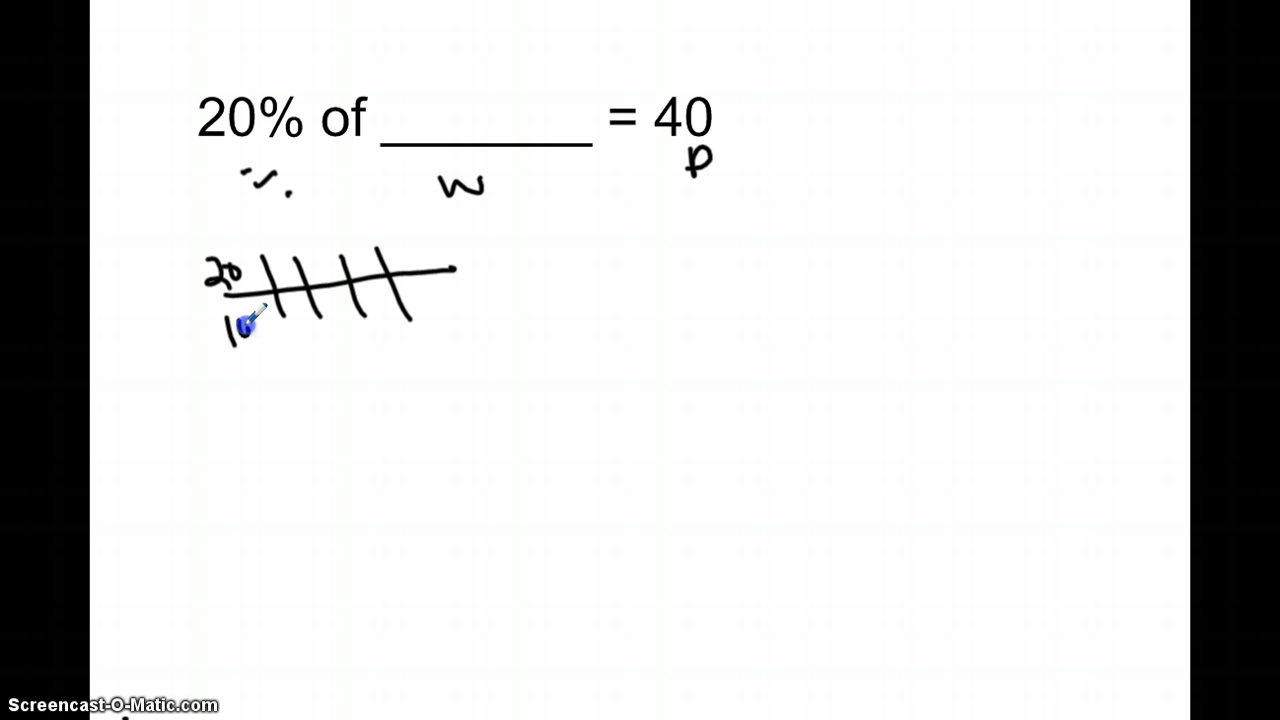 20% of ________ = 40
% w P
20
10
Screencast-O-Matic.com